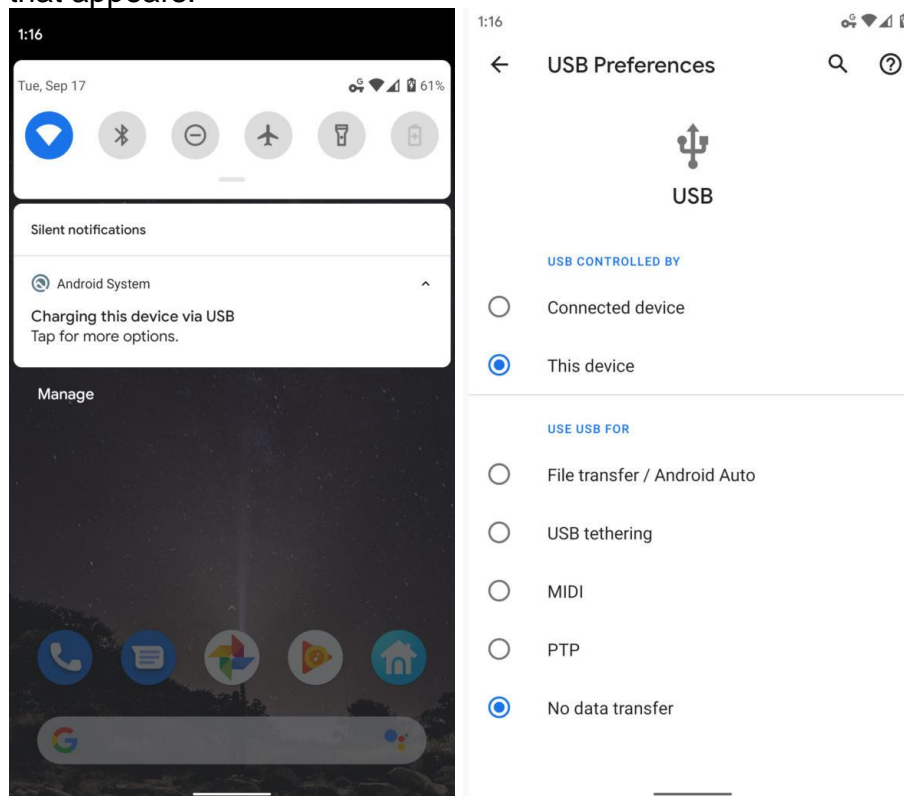 that appears.
1:16
Tue, Sep 17
61%
Silent notifications
Android System
Charging this device via USB
Tap for more options.
Manage
1:16
USB Preferences
USB
USB CONTROLLED BY
Connected device
This device
USE USB FOR
File transfer / Android Auto
USB tethering
MIDI
PTP
No data transfer